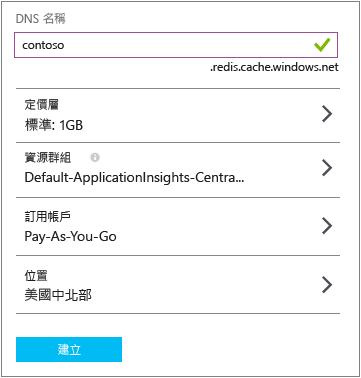 DNS 名稱
contoso
.redis.cache.windows.net
定價層
標準: 1GB
資源群組
Default-ApplicationInsights-Centra...
訂用帳戶
Pay-As-You-Go
位置
美國中北部
建立